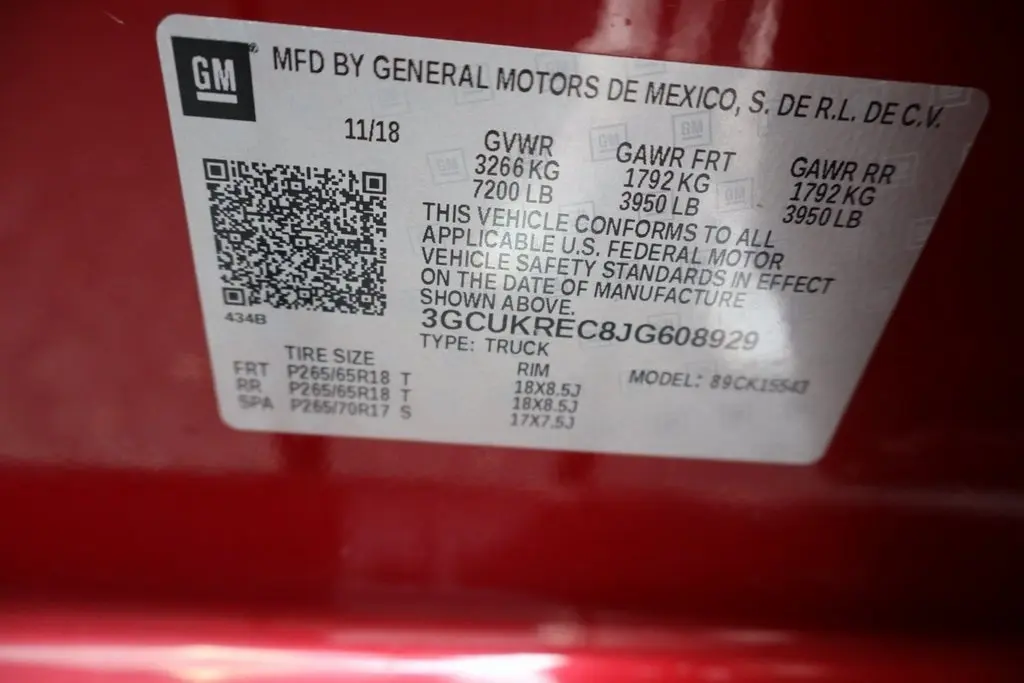 GM® MFD BY GENERAL MOTORS DE MEXICO, S. DE R.L. DE C.V.
11/18
GVWR GAWR FRT GAWR RR
3266 KG 1792 KG 1792 KG
7200 LB 3950 LB 3950 LB
THIS VEHICLE CONFORMS TO ALL
APPLICABLE U.S. FEDERAL MOTOR
VEHICLE SAFETY STANDARDS IN EFFECT
ON THE DATE OF MANUFACTURE
SHOWN ABOVE.
434B
3GCUKREC8JG608929
TYPE: TRUCK
TIRE SIZE RIM MODEL: 89CK15543
FRT P265/65R18 T 18X8.5J
RR P265/65R18 T 18X8.5J
SPA P265/70R17 S 17X7.5J